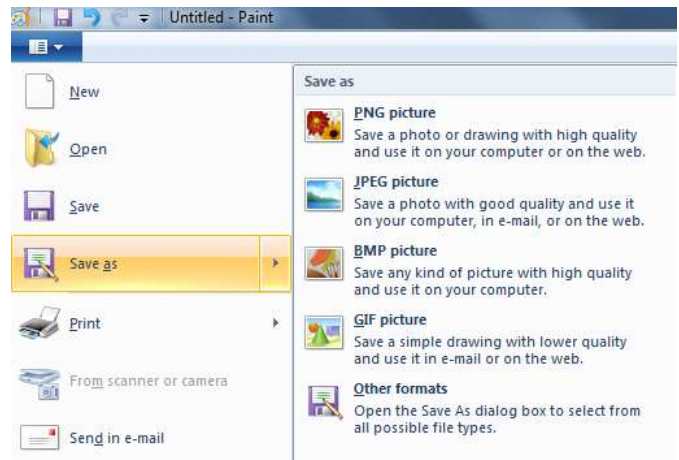 Untitled - Paint
New
Open
Save
Save as
Print
From scanner or camera
Send in e-mail
Save as
PNG picture
Save a photo or drawing with high quality
and use it on your computer or on the web.
JPEG picture
Save a photo with good quality and use it
on your computer, in e-mail, or on the web.
BMP picture
Save any kind of picture with high quality
and use it on your computer.
GIF picture
Save a simple drawing with lower quality
and use it in e-mail or on the web.
Other formats
Open the Save As dialog box to select from
all possible file types.